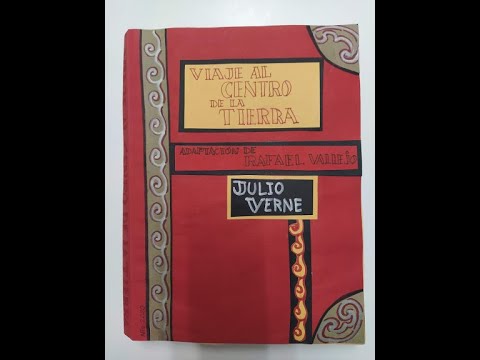 VIAJE AL
CENTRO
DE LA
TIERRA
ADAPTACIÓN DE
RAFAEL VALLEJO
JULIO
VERNE